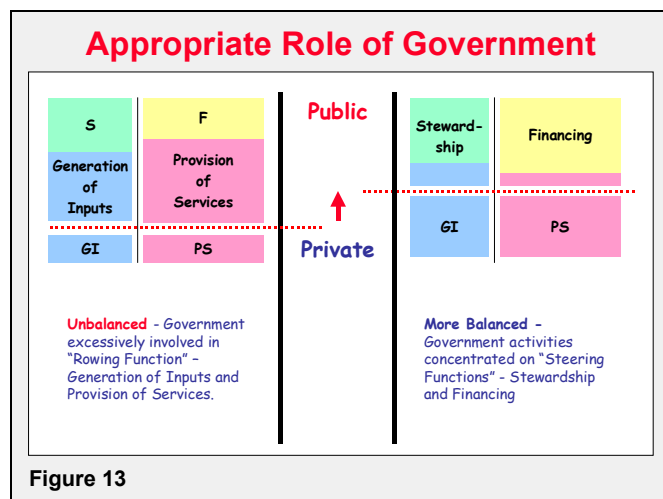 Appropriate Role of Government
S
F
Generation
of
Inputs
Provision
of
Services
GI
PS
Public
Private
Steward-
ship
Financing
GI
PS
Unbalanced - Government
excessively involved in
“Rowing Function” –
Generation of Inputs and
Provision of Services.
More Balanced –
Government activities
concentrated on “Steering
Functions” - Stewardship
and Financing
Figure 13